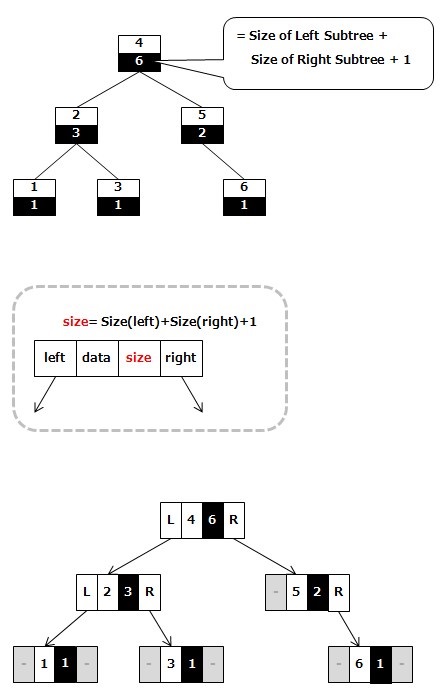 4
6
= Size of Left Subtree +
Size of Right Subtree + 1
2
3
5
2
1
1
3
1
6
1
size= Size(left)+Size(right)+1
left data size right
L 4 6 R
L 2 3 R
- 5 2 R
- 1 1 -
- 3 1 -
- 6 1 -